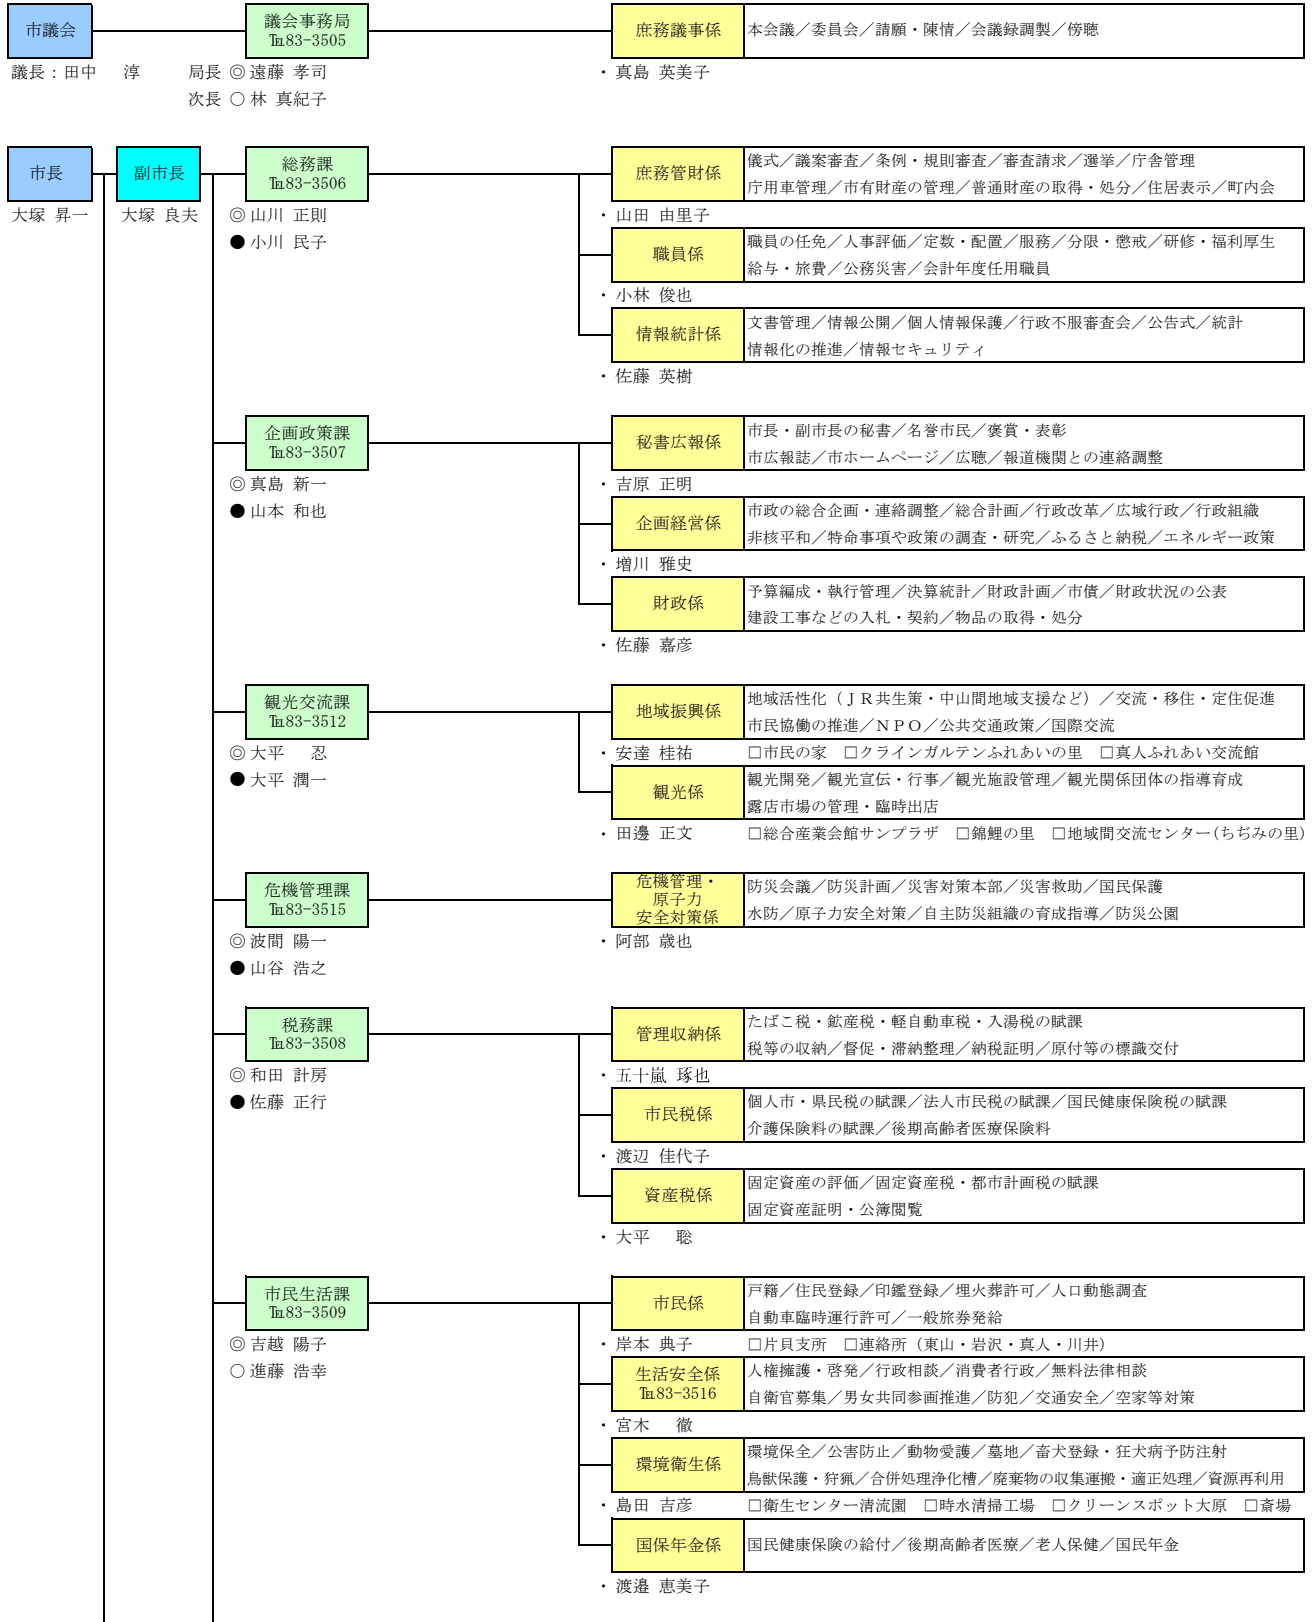 市議会
議会事務局
℡83-3505
庶務議事係
本会議／委員会／請願・陳情／会議録調製／傍聴
議長：田中　淳
局長 ◎ 遠藤 孝司
・ 真島 英美子
次長 ○ 林 真紀子
市長
副市長
総務課
℡83-3506
庶務管財係
儀式／議案審査／条例・規則審査／審査請求／選挙／庁舎管理
庁用車管理／市有財産の管理／普通財産の取得・処分／住居表示／町内会
大塚 昇一
大塚 良夫
◎ 山川 正則
・ 山田 由里子
● 小川 民子
職員係
職員の任免／人事評価／定数・配置／服務／分限・懲戒／研修・福利厚生
給与・旅費／公務災害／会計年度任用職員
・ 小林 俊也
情報統計係
文書管理／情報公開／個人情報保護／行政不服審査会／公告式／統計
情報化の推進／情報セキュリティ
・ 佐藤 英樹
企画政策課
℡83-3507
秘書広報係
市長・副市長の秘書／名誉市民／褒賞・表彰
市広報誌／市ホームページ／広聴／報道機関との連絡調整
◎ 真島 新一
・ 吉原 正明
● 山本 和也
企画経営係
市政の総合企画・連絡調整／総合計画／行政改革／広域行政／行政組織
非核平和／特命事項や政策の調査・研究／ふるさと納税／エネルギー政策
・ 増川 雅史
財政係
予算編成・執行管理／決算統計／財政計画／市債／財政状況の公表
建設工事などの入札・契約／物品の取得・処分
・ 佐藤 嘉彦
観光交流課
℡83-3512
地域振興係
地域活性化（ＪＲ共生策・中山間地域支援など）／交流・移住・定住促進
市民協働の推進／ＮＰＯ／公共交通政策／国際交流
◎ 大平　忍
・ 安達 桂祐
□市民の家　□クラインガルテンふれあいの里　□真人ふれあい交流館
● 大平 潤一
観光係
観光開発／観光宣伝・行事／観光施設管理／観光関係団体の指導育成
露店市場の管理・臨時出店
・ 田邊 正文
□総合産業会館サンプラザ　□錦鯉の里　□地域間交流センター(ちぢみの里)
危機管理課
℡83-3515
危機管理・
原子力
安全対策係
防災会議／防災計画／災害対策本部／災害救助／国民保護
水防／原子力安全対策／自主防災組織の育成指導／防災公園
◎ 波間 陽一
・ 阿部 歳也
● 山谷 浩之
税務課
℡83-3508
管理収納係
たばこ税・鉱産税・軽自動車税・入湯税の賦課
税等の収納／督促・滞納整理／納税証明／原付等の標識交付
◎ 和田 計房
・ 五十嵐 琢也
● 佐藤 正行
市民税係
個人市・県民税の賦課／法人市民税の賦課／国民健康保険税の賦課
介護保険料の賦課／後期高齢者医療保険料
・ 渡辺 佳代子
資産税係
固定資産の評価／固定資産税・都市計画税の賦課
固定資産証明・公簿閲覧
・ 大平　聡
市民生活課
℡83-3509
市民係
戸籍／住民登録／印鑑登録／埋火葬許可／人口動態調査
自動車臨時運行許可／一般旅券発給
◎ 吉越 陽子
・ 岸本 典子
□片貝支所　□連絡所（東山・岩沢・真人・川井）
○ 進藤 浩幸
生活安全係
℡83-3516
人権擁護・啓発／行政相談／消費者行政／無料法律相談
自衛官募集／男女共同参画推進／防犯／交通安全／空家等対策
・ 宮木　徹
環境衛生係
環境保全／公害防止／動物愛護／墓地／畜犬登録・狂犬病予防注射
鳥獣保護・狩猟／合併処理浄化槽／廃棄物の収集運搬・適正処理／資源再利用
・ 島田 吉彦
□衛生センター清流園　□時水清掃工場　□クリーンスポット大原　□斎場
国保年金係
国民健康保険の給付／後期高齢者医療／老人保健／国民年金
・ 渡邉 恵美子